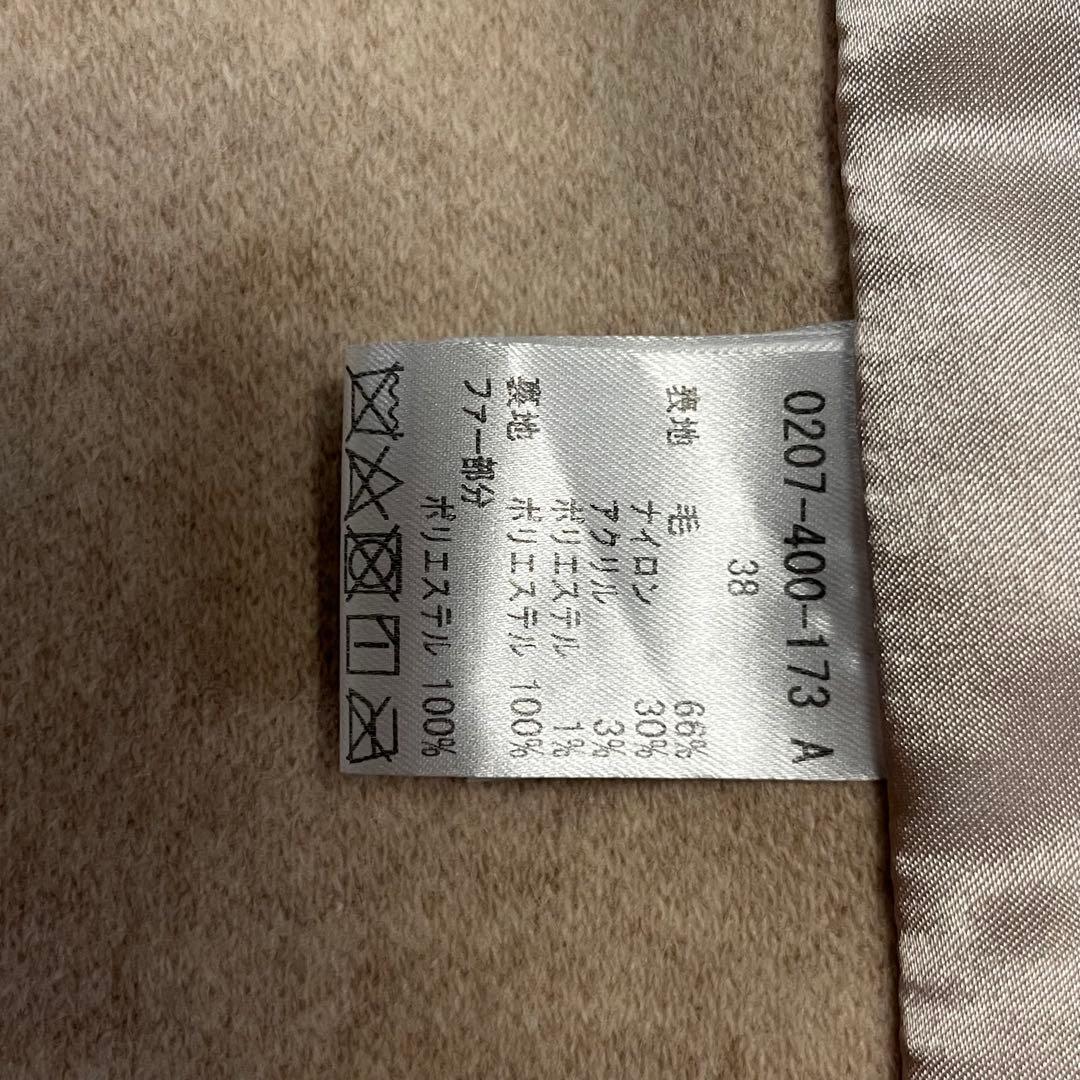 0207-400-173 A
38
表地 毛 66%
ナイロン 30%
アクリル 3%
ポリエステル 1%
裏地 ポリエステル 100%
ファー部分
ポリエステル 100%